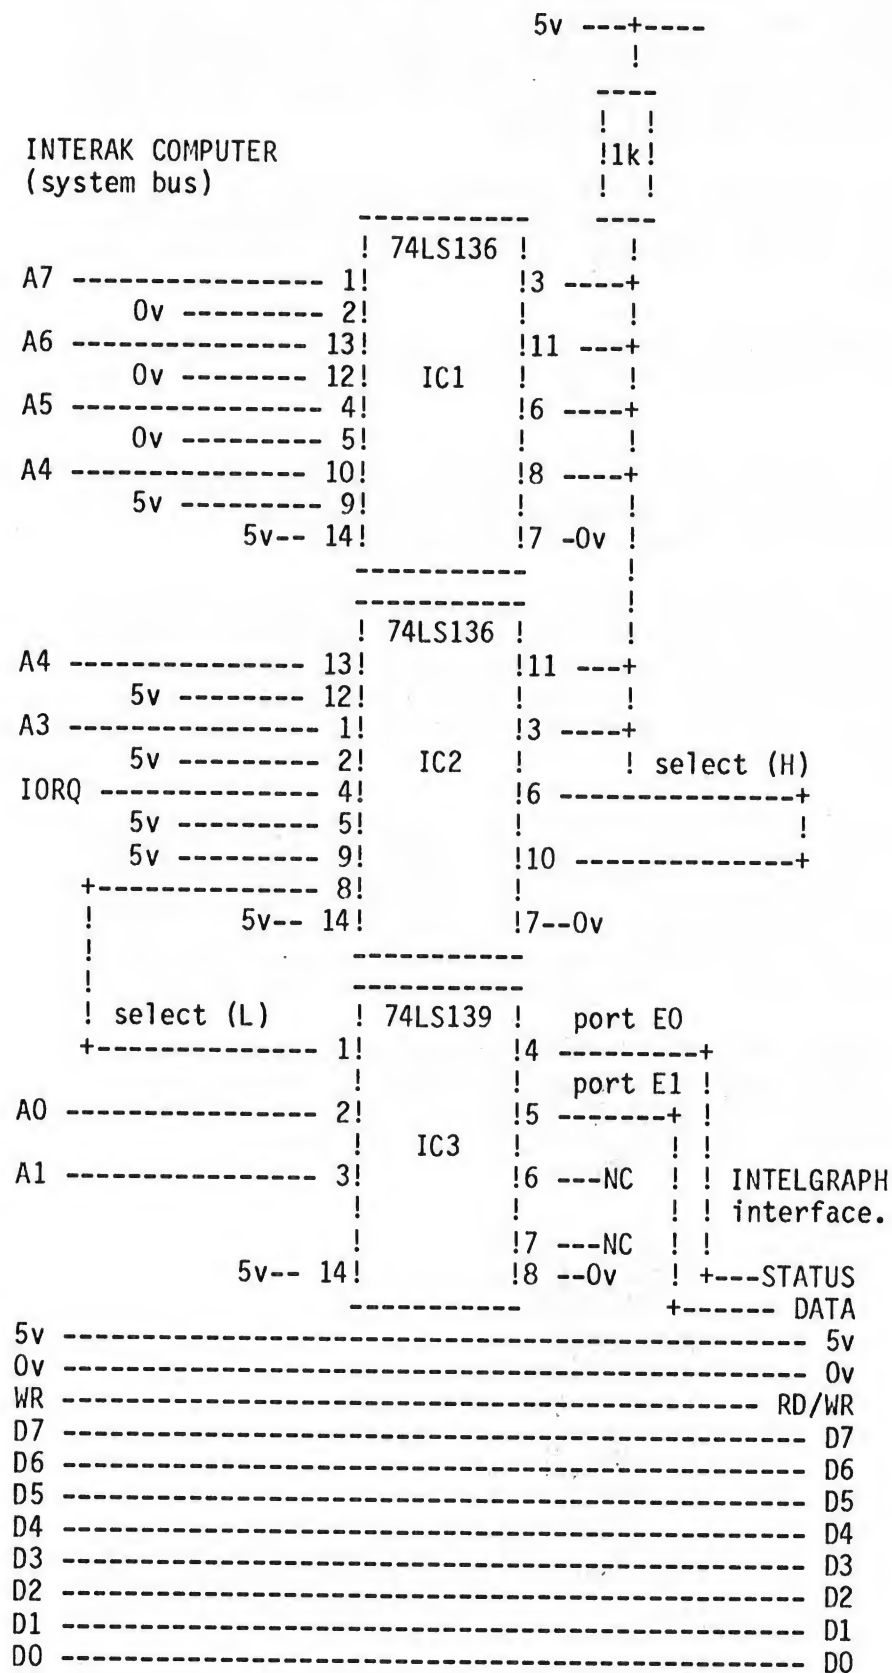 5v ---+----
!
----
! !
INTERAK COMPUTER !1k!
(system bus) ! !
----------- ----
! 74LS136 ! !
A7 ---------------- 1! !3 ----+
0v --------- 2! ! !
A6 --------------- 13! !11 ---+
0v -------- 12! IC1 ! !
A5 ---------------- 4! !6 ----+
0v --------- 5! ! !
A4 --------------- 10! !8 ----+
5v --------- 9! ! !
5v-- 14! !7 -0v !
----------- !
----------- !
! 74LS136 ! !
A4 --------------- 13! !11 ---+
5v -------- 12! ! !
A3 ---------------- 1! !3 ----+
5v --------- 2! IC2 ! ! select (H)
IORQ -------------- 4! !6 ---------------+
5v --------- 5! ! !
5v --------- 9! !10 --------------+
+-------------- 8! !
! 5v-- 14! !7--0v
! -----------
! -----------
! select (L) ! 74LS139 ! port E0
+-------------- 1! !4 ---------+
! ! port E1 !
A0 ---------------- 2! !5 -------+ !
! IC3 ! ! !
A1 ---------------- 3! !6 ---NC ! ! INTELGRAPH
! ! ! ! interface.
! !7 ---NC ! !
5v-- 14! !8 --0v ! +---STATUS
----------- +------ DATA
5v ---------------------------------------------- 5v
0v ---------------------------------------------- 0v
WR ------------------------------------------- RD/WR
D7 ---------------------------------------------- D7
D6 ---------------------------------------------- D6
D5 ---------------------------------------------- D5
D4 ---------------------------------------------- D4
D3 ---------------------------------------------- D3
D2 ---------------------------------------------- D2
D1 ---------------------------------------------- D1
D0 ---------------------------------------------- D0